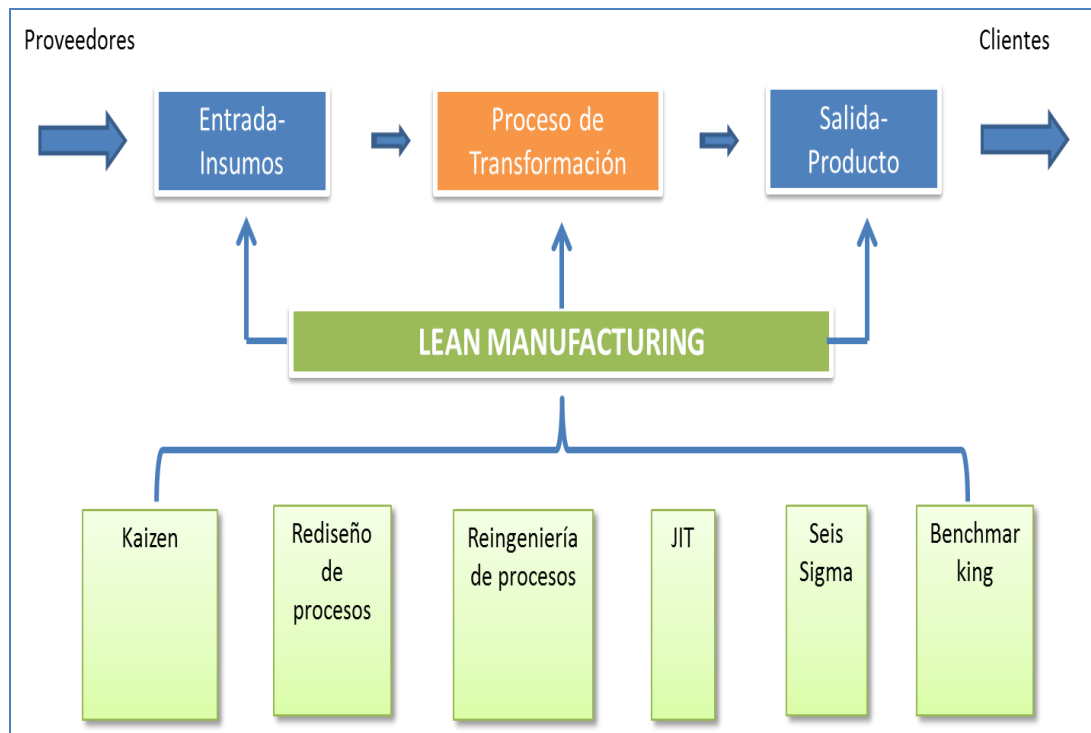 Proveedores
Clientes
Entrada-
Insumos
Proceso de
Transformación
Salida-
Producto
LEAN MANUFACTURING
Kaizen
Rediseño
de
procesos
Reingeniería
de procesos
JIT
Seis
Sigma
Benchmar
king